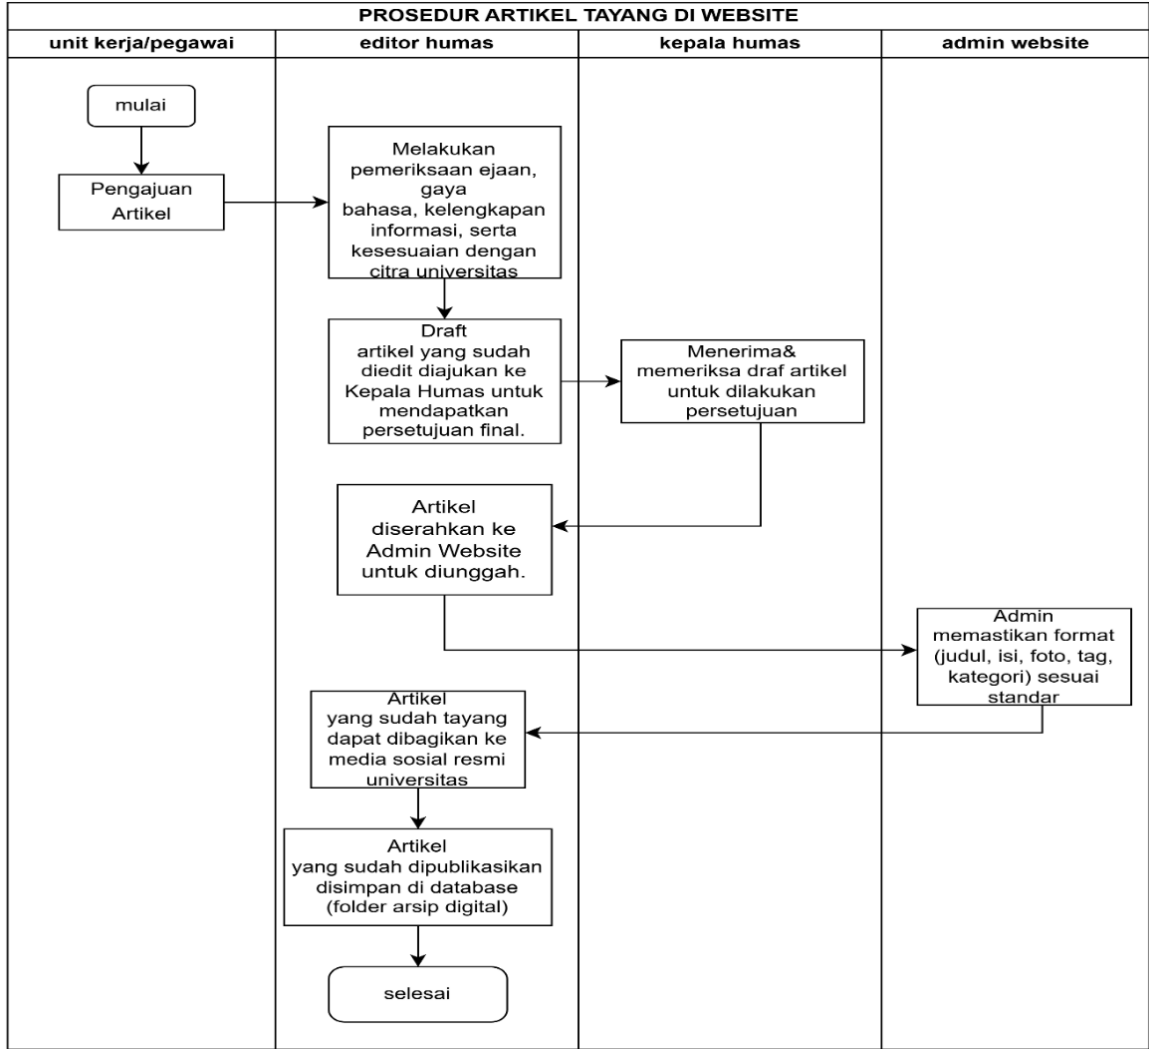 PROSEDUR ARTIKEL TAYANG DI WEBSITE
unit kerja/pegawai
editor humas
kepala humas
admin website
mulai
Pengajuan
Artikel
Melakukan
pemeriksaan ejaan,
gaya
bahasa, kelengkapan
informasi, serta
kesesuaian dengan
citra universitas
Draft
artikel yang sudah
diedit diajukan ke
Kepala Humas untuk
mendapatkan
persetujuan final.
Menerima&
memeriksa draf artikel
untuk dilakukan
persetujuan
Artikel
diserahkan ke
Admin Website
untuk diunggah.
Admin
memastikan format
(judul, isi, foto, tag,
kategori) sesuai
standar
Artikel
yang sudah tayang
dapat dibagikan ke
media sosial resmi
universitas
Artikel
yang sudah dipublikasikan
disimpan di database
(folder arsip digital)
selesai